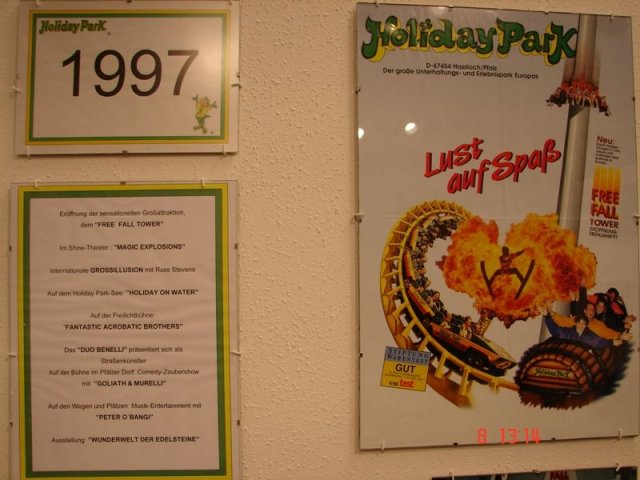 Holiday Park
1997
Eröffnung der sensationellen Großattraktion,
dem "FREE FALL TOWER"
Im Show-Theater: "MAGIC EXPLOSIONS"
Internationale GROSSILLUSION mit Russ Stevens
Auf dem Holiday Park-See: "HOLIDAY ON WATER"
Auf der Freilichtbühne:
"FANTASTIC ACROBATIC BROTHERS"
Das "DUO BENELLI" präsentiert sich als
Straßenkünstler
Auf der Bühne im Pfälzer Dorf: Comedy-Zaubershow
mit "GOLIATH & MURELLI"
Auf den Wegen und Plätzen: Musik-Entertainment mit
"PETER O´BANGI"
Ausstellung: "WUNDERWELT DER EDELSTEINE"
Holiday Park
D-67454 Hassloch/Pfalz
Der große Unterhaltungs- und Erlebnispark Europas
Lust
auf Spaß
Neu:
FREE
FALL
TOWER
ERÖFFNUNG
FRÜHJAHR97
STIFTUNG
WARENTEST
GUT
test
Holiday Park
8 13:14